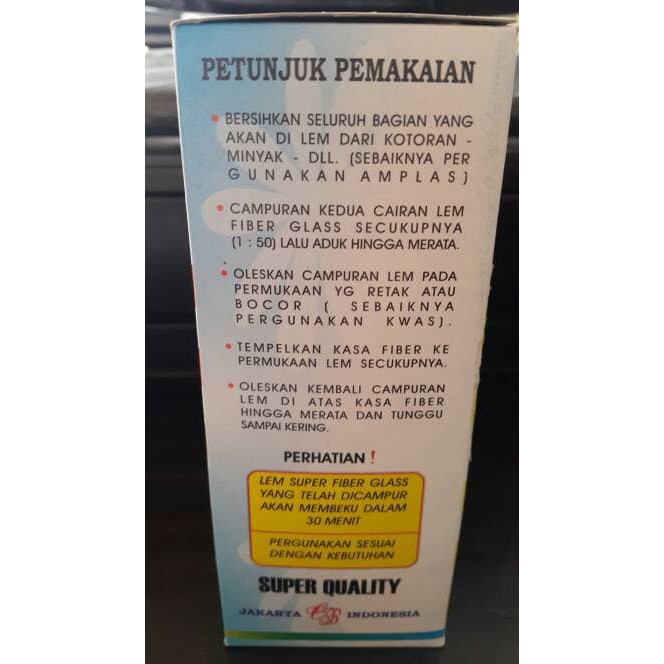 PETUNJUK PEMAKAIAN
• BERSIHKAN SELURUH BAGIAN YANG
AKAN DI LEM DARI KOTORAN -
MINYAK - DLL. (SEBAIKNYA PER
GUNAKAN AMPLAS)
• CAMPURAN KEDUA CAIRAN LEM
FIBER GLASS SECUKUPNYA
(1 : 50) LALU ADUK HINGGA MERATA.
• OLESKAN CAMPURAN LEM PADA
PERMUKAAN YG RETAK ATAU
BOCOR ( SEBAIKNYA
PERGUNAKAN KWAS).
• TEMPELKAN KASA FIBER KE
PERMUKAAN LEM SECUKUPNYA.
• OLESKAN KEMBALI CAMPURAN
LEM DI ATAS KASA FIBER
HINGGA MERATA DAN TUNGGU
SAMPAI KERING.
PERHATIAN !
LEM SUPER FIBER GLASS
YANG TELAH DICAMPUR
AKAN MEMBEKU DALAM
30 MENIT
PERGUNAKAN SESUAI
DENGAN KEBUTUHAN
SUPER QUALITY
JAKARTA CB INDONESIA